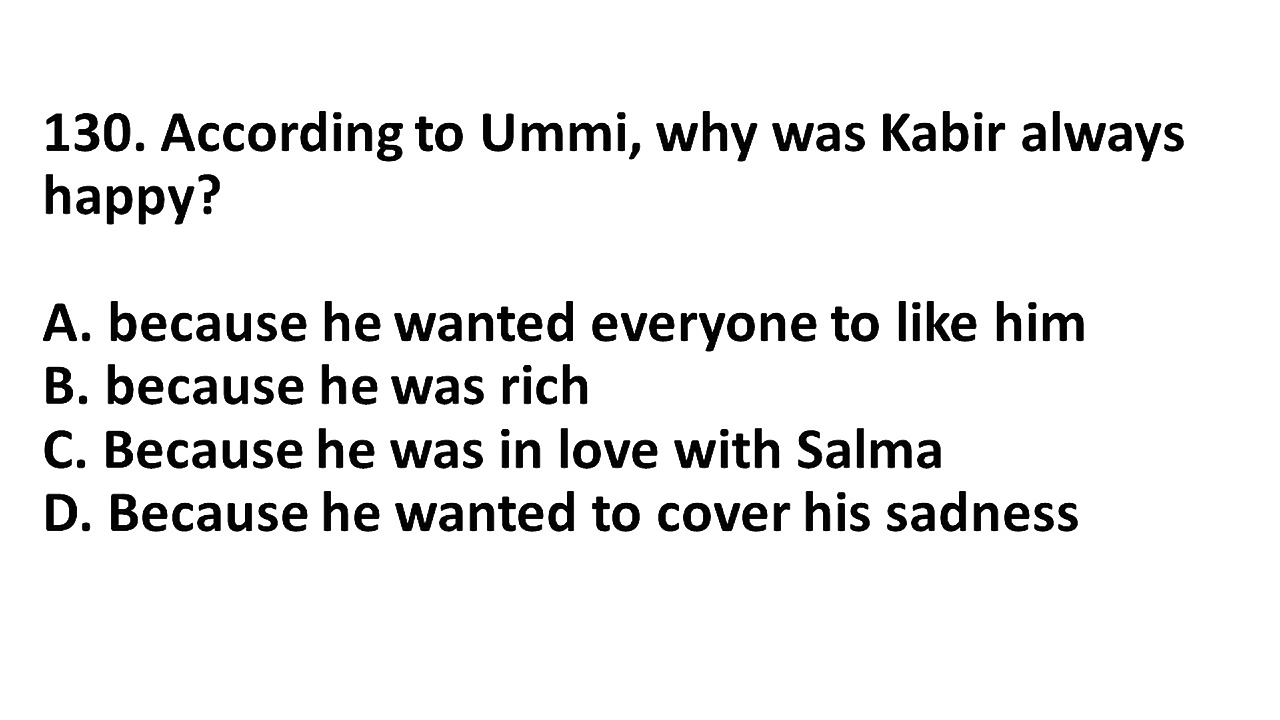 130. According to Ummi, why was Kabir always
happy?
A. because he wanted everyone to like him
B. because he was rich
C. Because he was in love with Salma
D. Because he wanted to cover his sadness